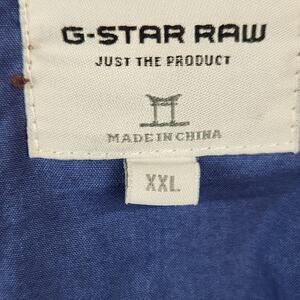 G-STAR RAW
JUST THE PRODUCT
MADE IN CHINA
XXL